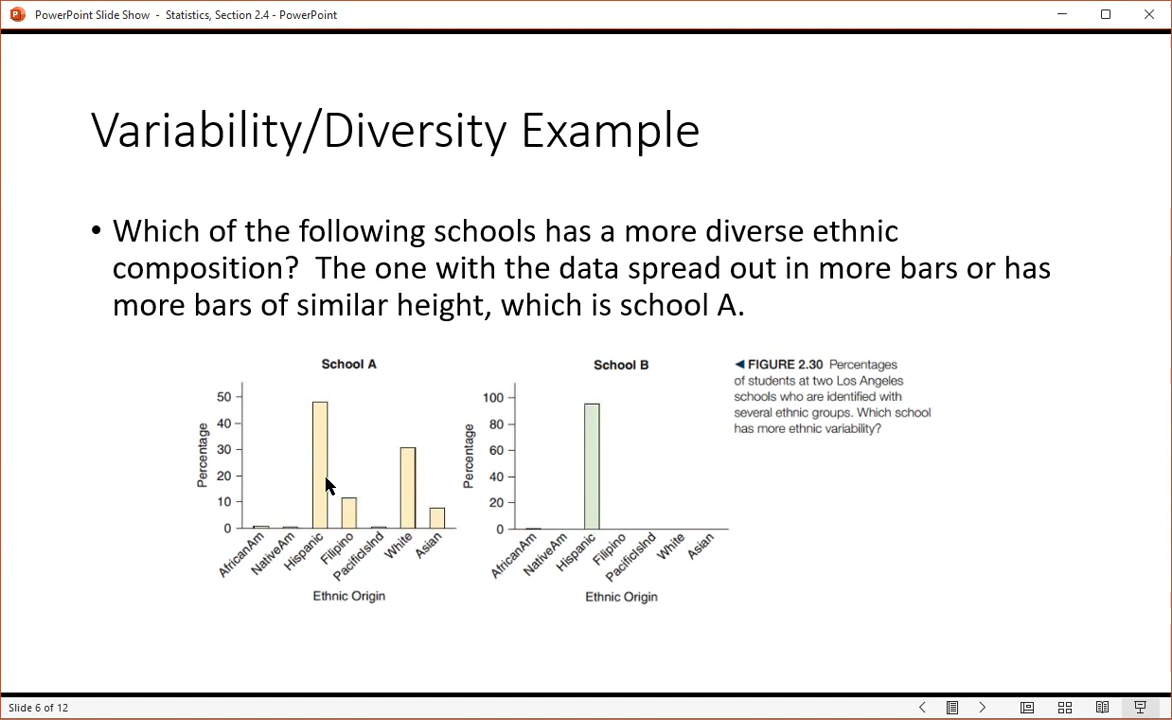 PowerPoint Slide Show - Statistics, Section 2.4 - PowerPoint
Variability/Diversity Example
• Which of the following schools has a more diverse ethnic
composition? The one with the data spread out in more bars or has
more bars of similar height, which is school A.
School A
50
40
30
20
10
0
Percentage
AfricanAm
NativeAm
Hispanic
Filipino
PacificIslnd
White
Asian
Ethnic Origin
School B
100
80
60
40
20
0
Percentage
AfricanAm
NativeAm
Hispanic
Filipino
PacificIslnd
White
Asian
Ethnic Origin
◄ FIGURE 2.30 Percentages
of students at two Los Angeles
schools who are identified with
several ethnic groups. Which school
has more ethnic variability?
Slide 6 of 12